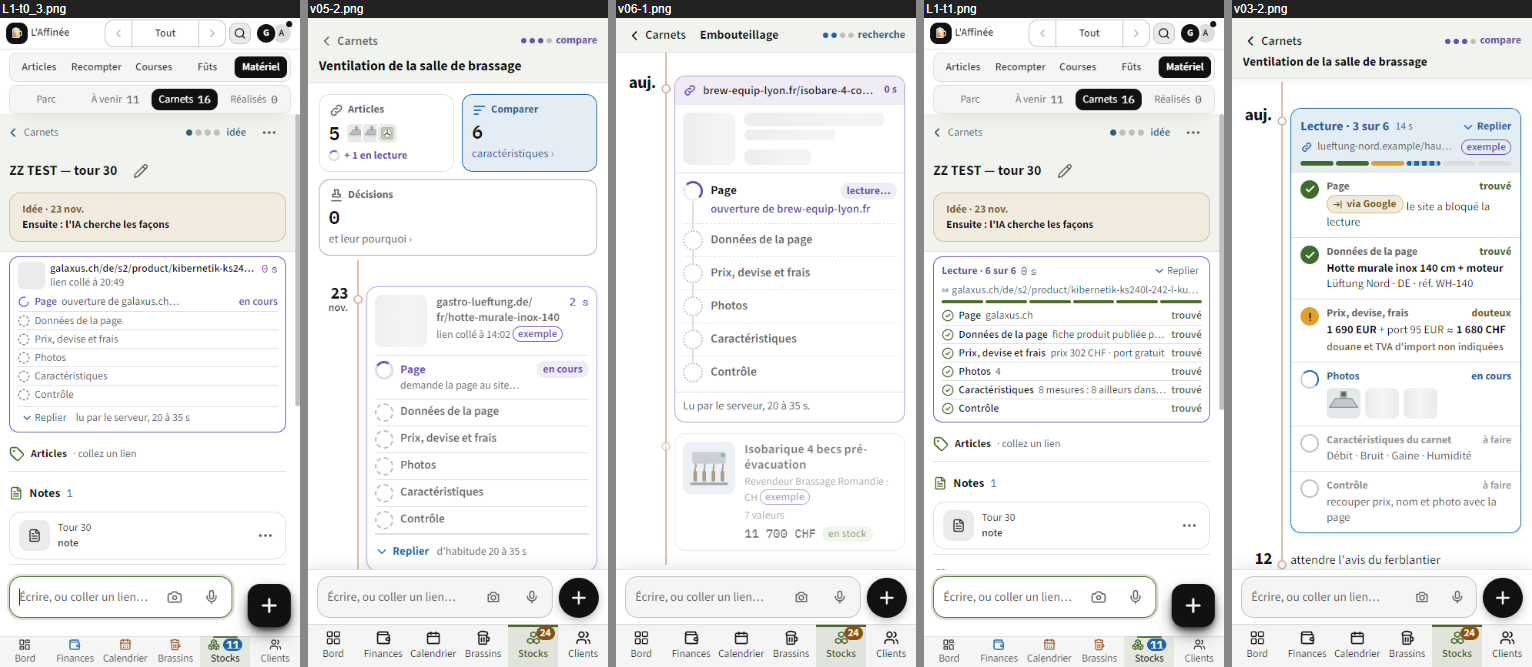 L1-t0_3.png
L'Affinée
Tout
G
A
Articles
Recompter
Courses
Fûts
Matériel
Parc
À venir 11
Carnets 16
Réalisés 0
Carnets
idée
ZZ TEST — tour 30
Idée · 23 nov.
Ensuite : l'IA cherche les façons
galaxus.ch/de/s2/product/kibernetik-ks24… 0 s
lien collé à 20:49
Page ouverture de galaxus.ch… en cours
Données de la page
Prix, devise et frais
Photos
Caractéristiques
Contrôle
Replier lu par le serveur, 20 à 35 s
Articles · collez un lien
Notes 1
Tour 30
note
Écrire, ou coller un lien…
Bord
Finances
Calendrier
Brassins
11
Stocks
Clients
v05-2.png
Carnets
compare
Ventilation de la salle de brassage
Articles
5
+ 1 en lecture
Comparer
6
caractéristiques ›
Décisions
0
et leur pourquoi ›
23
nov.
gastro-lueftung.de/ 2 s
fr/hotte-murale-inox-140
lien collé à 14:02 exemple
Page en cours
demande la page au site…
Données de la page
Prix, devise et frais
Photos
Caractéristiques
Contrôle
Replier d'habitude 20 à 35 s
Écrire, ou coller un lien…
Bord
Finances
Calendrier
Brassins
24
Stocks
Clients
v06-1.png
Carnets
Embouteillage
recherche
auj.
brew-equip-lyon.fr/isobare-4-co… 0 s
Page lecture…
ouverture de brew-equip-lyon.fr
Données de la page
Prix, devise et frais
Photos
Caractéristiques
Contrôle
Lu par le serveur, 20 à 35 s.
Isobarique 4 becs pré-
évacuation
Revendeur Brassage Romandie ·
CH exemple
7 valeurs
11 700 CHF en stock
Écrire, ou coller un lien…
Bord
Finances
Calendrier
Brassins
24
Stocks
Clients
L1-t1.png
L'Affinée
Tout
G
A
Articles
Recompter
Courses
Fûts
Matériel
Parc
À venir 11
Carnets 16
Réalisés 0
Carnets
idée
ZZ TEST — tour 30
Idée · 23 nov.
Ensuite : l'IA cherche les façons
Lecture · 6 sur 6 0 s Replier
galaxus.ch/de/s2/product/kibernetik-ks240l-242-l-ku…
Page galaxus.ch trouvé
Données de la page fiche produit publiée p… trouvé
Prix, devise et frais prix 302 CHF · port gratuit trouvé
Photos 4 trouvé
Caractéristiques 8 mesures : 8 ailleurs dans… trouvé
Contrôle trouvé
Articles · collez un lien
Notes 1
Tour 30
note
Écrire, ou coller un lien…
Bord
Finances
Calendrier
Brassins
11
Stocks
Clients
v03-2.png
Carnets
compare
Ventilation de la salle de brassage
auj.
Lecture · 3 sur 6 14 s Replier
lueftung-nord.example/hau… exemple
Page trouvé
via Google le site a bloqué la
lecture
Données de la page trouvé
Hotte murale inox 140 cm + moteur
Lüftung Nord · DE · réf. WH-140
Prix, devise, frais douteux
1 690 EUR + port 95 EUR ≈ 1 680 CHF
douane et TVA d'import non indiquées
Photos en cours
Caractéristiques du carnet à faire
Débit · Bruit · Gaine · Humidité
Contrôle à faire
recouper prix, nom et photo avec la
page
12 attendre l'avis du ferblantier
Écrire, ou coller un lien…
Bord
Finances
Calendrier
Brassins
24
Stocks
Clients